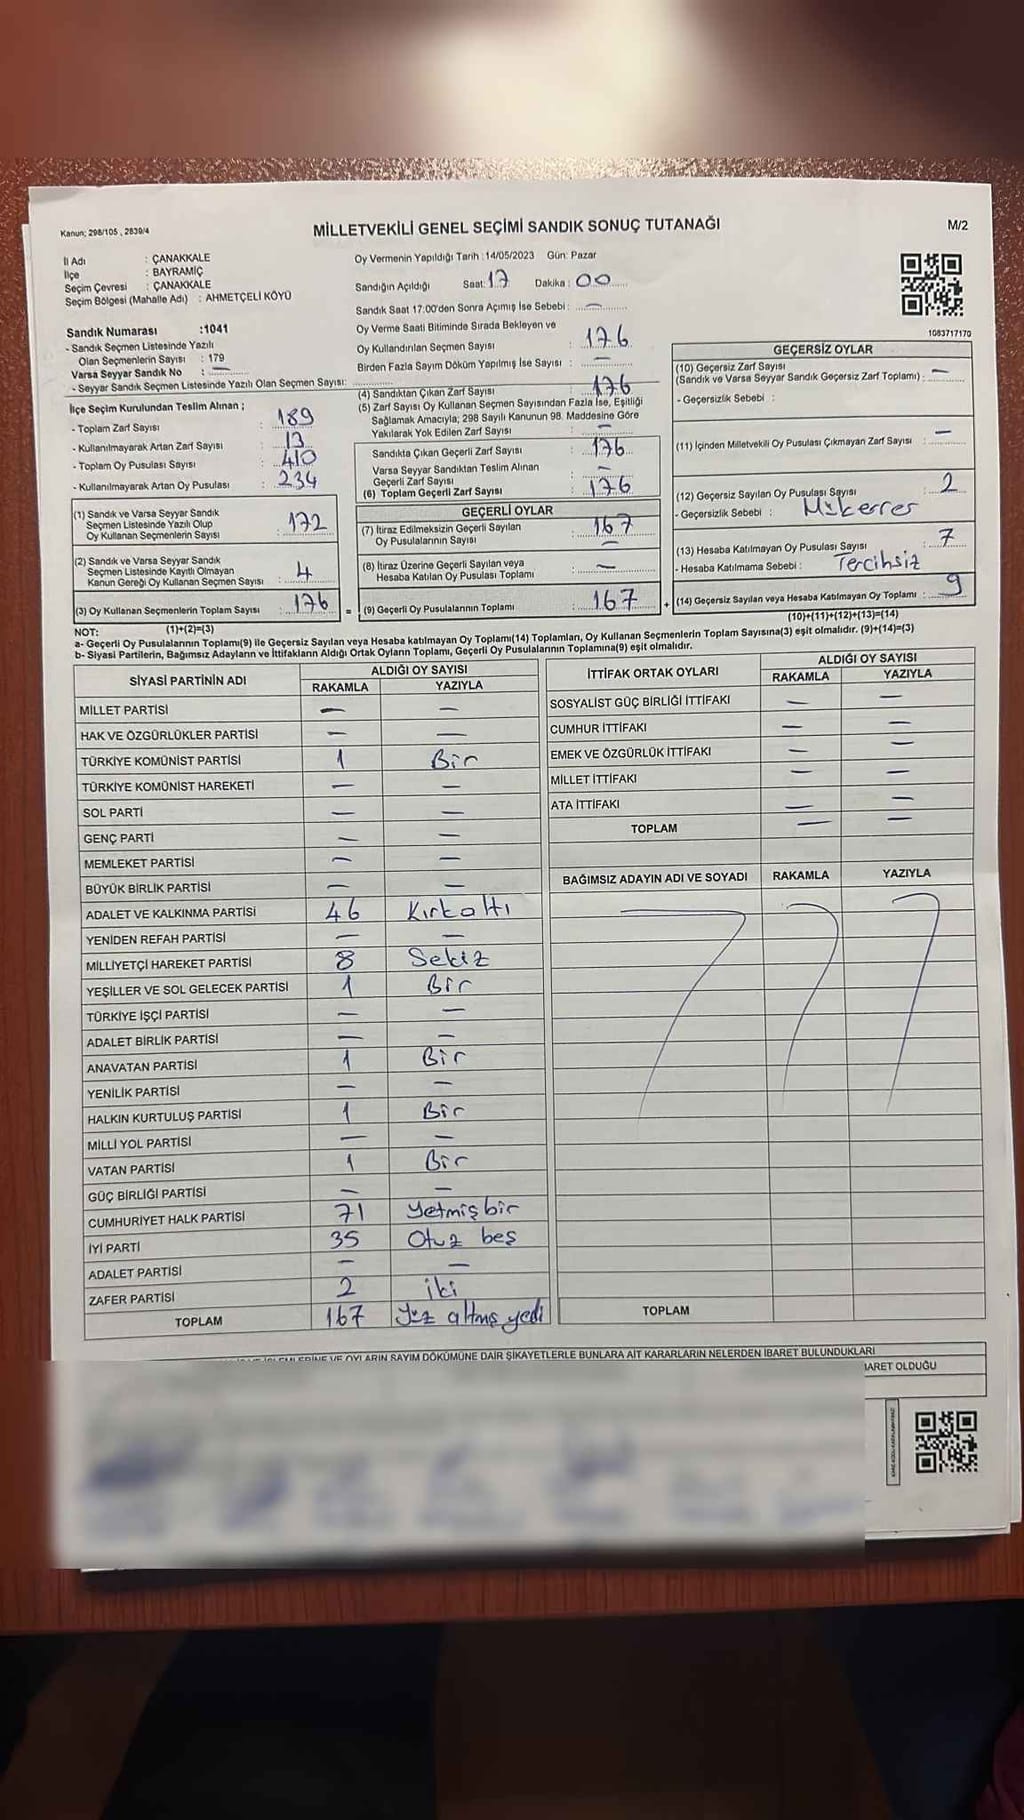 Kanun; 298/105 , 2839/4
MİLLETVEKİLİ GENEL SEÇİMİ SANDIK SONUÇ TUTANAĞI
M/2
İl Adı : ÇANAKKALE
İlçe : BAYRAMİÇ
Seçim Çevresi : ÇANAKKALE
Seçim Bölgesi (Mahalle Adı) : AHMETÇELİ KÖYÜ
Sandık Numarası :1041
- Sandık Seçmen Listesinde Yazılı
Olan Seçmenlerin Sayısı : 179
Varsa Seyyar Sandık No : —
- Seyyar Sandık Seçmen Listesinde Yazılı Olan Seçmen Sayısı:
İlçe Seçim Kurulundan Teslim Alınan ;
- Toplam Zarf Sayısı : 189
- Kullanılmayarak Artan Zarf Sayısı : 13
- Toplam Oy Pusulası Sayısı : 410
- Kullanılmayarak Artan Oy Pusulası : 234
(1) Sandık ve Varsa Seyyar Sandık
Seçmen Listesinde Yazılı Olup
Oy Kullanan Seçmenlerin Sayısı : 172
(2) Sandık ve Varsa Seyyar Sandık
Seçmen Listesinde Kayıtlı Olmayan
Kanun Gereği Oy Kullanan Seçmen Sayısı : 4
(3) Oy Kullanan Seçmenlerin Toplam Sayısı : 176
(1)+(2)=(3)
Oy Vermenin Yapıldığı Tarih :14/05/2023 Gün: Pazar
Sandığın Açıldığı Saat: 17 Dakika : 00
Sandık Saat 17:00'den Sonra Açılmış İse Sebebi : —
Oy Verme Saati Bitiminde Sırada Bekleyen ve
Oy Kullandırılan Seçmen Sayısı : 176
Birden Fazla Sayım Döküm Yapılmış İse Sayısı : —
(4) Sandıktan Çıkan Zarf Sayısı : 176
(5) Zarf Sayısı Oy Kullanan Seçmen Sayısından Fazla İse, Eşitliği
Sağlamak Amacıyla; 298 Sayılı Kanunun 98. Maddesine Göre
Yakılarak Yok Edilen Zarf Sayısı : —
Sandıkta Çıkan Geçerli Zarf Sayısı : 176
Varsa Seyyar Sandıktan Teslim Alınan
Geçerli Zarf Sayısı : —
(6) Toplam Geçerli Zarf Sayısı : 176
GEÇERLİ OYLAR
(7) İtiraz Edilmeksizin Geçerli Sayılan
Oy Pusulalarının Sayısı : 167
(8) İtiraz Üzerine Geçerli Sayılan veya
Hesaba Katılan Oy Pusulası Toplamı : —
= (9) Geçerli Oy Pusulalarının Toplamı : 167 +
1083717170
GEÇERSİZ OYLAR
(10) Geçersiz Zarf Sayısı
(Sandık ve Varsa Seyyar Sandık Geçersiz Zarf Toplamı) : —
- Geçersizlik Sebebi :
(11) İçinden Milletvekili Oy Pusulası Çıkmayan Zarf Sayısı : —
(12) Geçersiz Sayılan Oy Pusulası Sayısı : 2
- Geçersizlik Sebebi : Mükerrer
(13) Hesaba Katılmayan Oy Pusulası Sayısı : 7
- Hesaba Katılmama Sebebi : Tercihsiz
(14) Geçersiz Sayılan veya Hesaba Katılmayan Oy Toplamı : 9
(10)+(11)+(12)+(13)=(14)
NOT:
a- Geçerli Oy Pusulalarının Toplamı(9) ile Geçersiz Sayılan veya Hesaba katılmayan Oy Toplamı(14) Toplamları, Oy Kullanan Seçmenlerin Toplam Sayısına(3) eşit olmalıdır. (9)+(14)=(3)
b- Siyasi Partilerin, Bağımsız Adayların ve İttifakların Aldığı Ortak Oyların Toplamı, Geçerli Oy Pusulalarının Toplamına(9) eşit olmalıdır.
SİYASİ PARTİNİN ADI ALDIĞI OY SAYISI
RAKAMLA YAZIYLA
MİLLET PARTİSİ — —
HAK VE ÖZGÜRLÜKLER PARTİSİ — —
TÜRKİYE KOMÜNİST PARTİSİ 1 Bir
TÜRKİYE KOMÜNİST HAREKETİ — —
SOL PARTİ — —
GENÇ PARTİ — —
MEMLEKET PARTİSİ — —
BÜYÜK BİRLİK PARTİSİ — —
ADALET VE KALKINMA PARTİSİ 46 Kırkaltı
YENİDEN REFAH PARTİSİ — —
MİLLİYETÇİ HAREKET PARTİSİ 8 Sekiz
YEŞİLLER VE SOL GELECEK PARTİSİ 1 Bir
TÜRKİYE İŞÇİ PARTİSİ — —
ADALET BİRLİK PARTİSİ — —
ANAVATAN PARTİSİ 1 Bir
YENİLİK PARTİSİ — —
HALKIN KURTULUŞ PARTİSİ 1 Bir
MİLLİ YOL PARTİSİ — —
VATAN PARTİSİ 1 Bir
GÜÇ BİRLİĞİ PARTİSİ — —
CUMHURİYET HALK PARTİSİ 71 Yetmişbir
İYİ PARTİ 35 Otuz beş
ADALET PARTİSİ — —
ZAFER PARTİSİ 2 iki
TOPLAM 167 Yüz altmış yedi
İTTİFAK ORTAK OYLARI ALDIĞI OY SAYISI
RAKAMLA YAZIYLA
SOSYALİST GÜÇ BİRLİĞİ İTTİFAKI — —
CUMHUR İTTİFAKI — —
EMEK VE ÖZGÜRLÜK İTTİFAKI — —
MİLLET İTTİFAKI — —
ATA İTTİFAKI — —
TOPLAM — —
BAĞIMSIZ ADAYIN ADI VE SOYADI RAKAMLA YAZIYLA
TOPLAM
VE OYLARIN SAYIM DÖKÜMÜNE DAİR ŞİKAYETLERLE BUNLARA AİT KARARLARIN NELERDEN İBARET BULUNDUKLARI
OLDUĞU